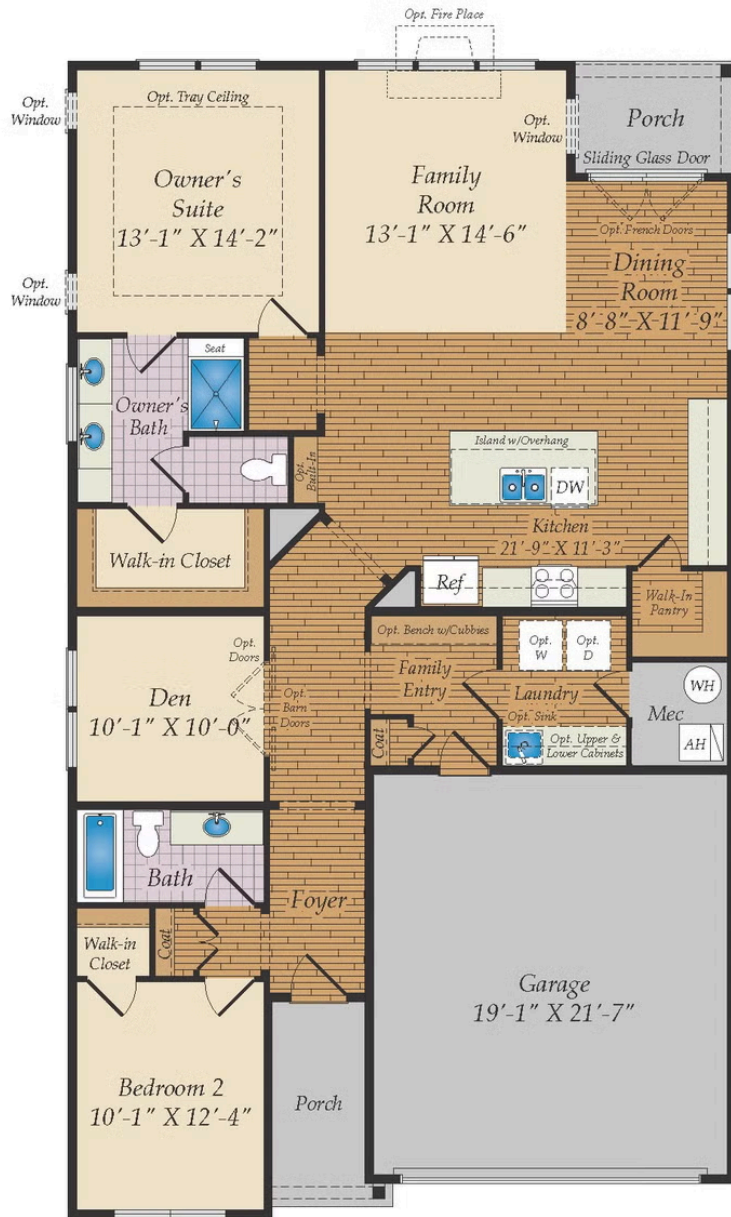 Opt. Fire Place
Opt.
Window
Opt. Tray Ceiling
Owner's
Suite
13'-1" X 14'-2"
Opt.
Window
Family
Room
13'-1" X 14'-6"
Opt.
Window
Porch
Sliding Glass Door
Opt. French Doors
Dining
Room
8'-8" X 11'-9"
Seat
Owner's
Bath
Opt.
Built-In
Island w/Overhang
DW
Kitchen
21'-9" X 11'-3"
Walk-in Closet
Ref
Walk-In
Pantry
Opt.
Doors
Den
10'-1" X 10'-0"
Opt.
Barn
Doors
Opt. Bench w/Cubbies
Family
Entry
Opt.
W
Opt.
D
Laundry
Opt. Sink
Opt. Upper &
Lower Cabinets
Coat
WH
Mec
AH
Bath
Foyer
Walk-in
Closet
Coat
Garage
19'-1" X 21'-7"
Bedroom 2
10'-1" X 12'-4"
Porch